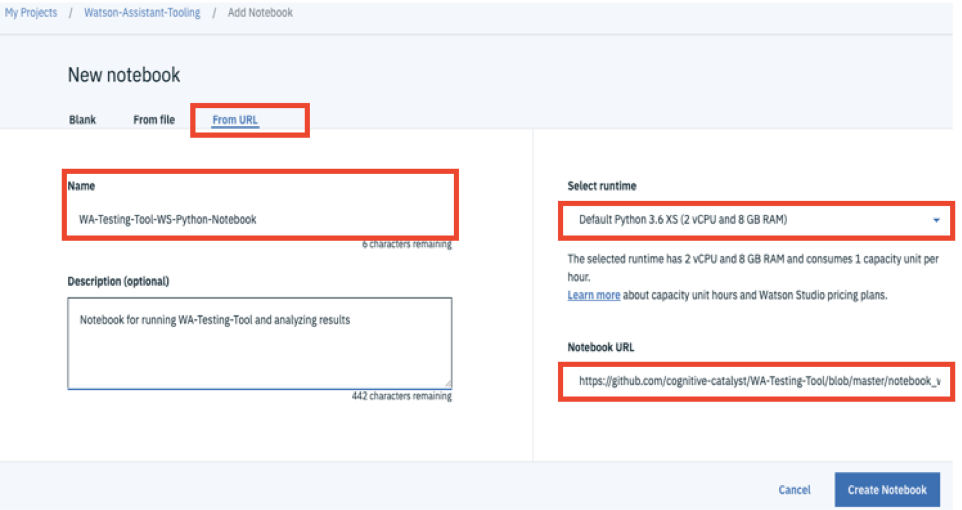 My Projects / Watson-Assistant-Tooling / Add Notebook
New notebook
Blank From file From URL
Name
WA-Testing-Tool-WS-Python-Notebook
6 characters remaining
Description (optional)
Notebook for running WA-Testing-Tool and analyzing results
442 characters remaining
Select runtime
Default Python 3.6 XS (2 vCPU and 8 GB RAM)
The selected runtime has 2 vCPU and 8 GB RAM and consumes 1 capacity unit per
hour.
Learn more about capacity unit hours and Watson Studio pricing plans.
Notebook URL
https://github.com/cognitive-catalyst/WA-Testing-Tool/blob/master/notebook_
Cancel Create Notebook